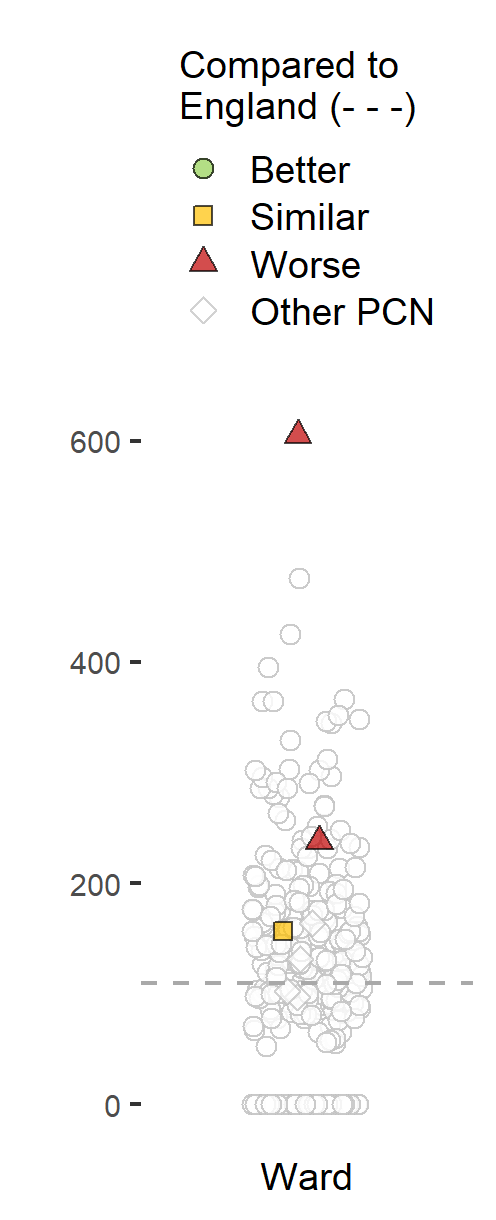 Compared to
England (- - -)
Better
Similar
Worse
Other PCN
600
400
200
0
Ward